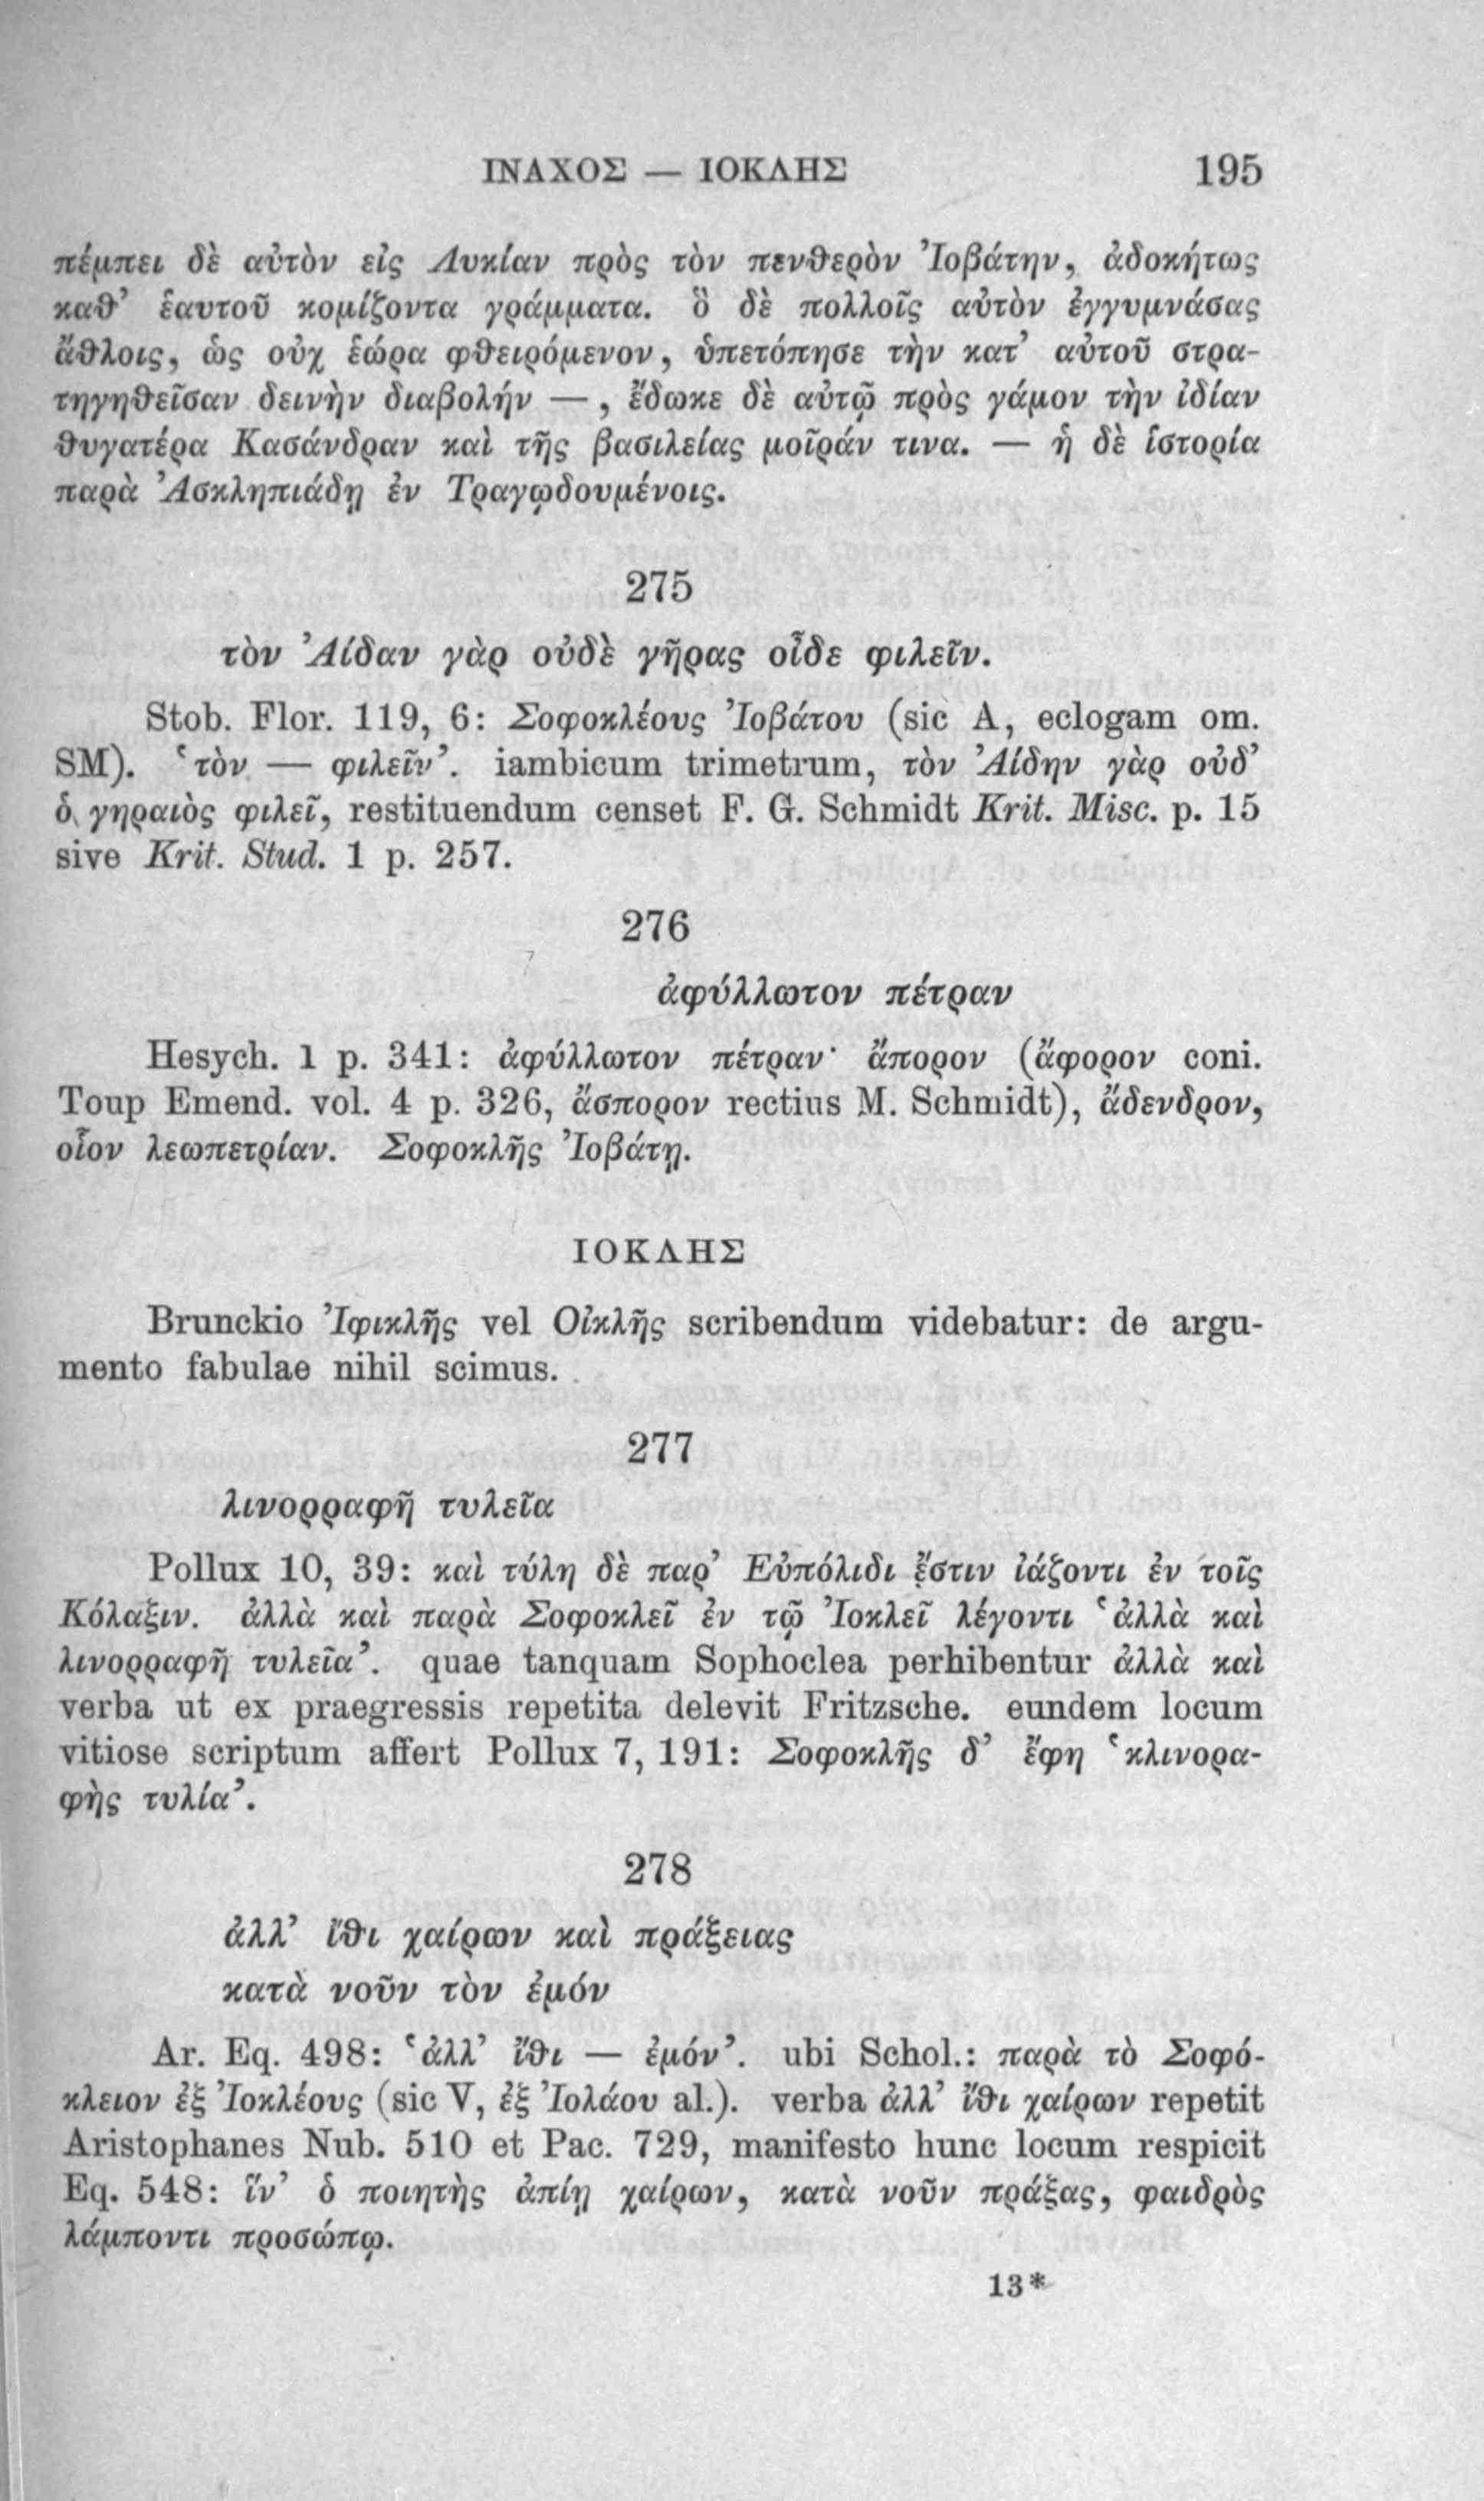 ΙΝΑΧΟΣ — ΙΟΚΛΗΣ 195
πέμπει δὲ αὐτὸν εἰς Λυκίαν πρὸς τὸν πενθερὸν Ἰοβάτην, ἀδοκήτως
καθ’ ἑαυτοῦ κομίζοντα γράμματα. ὃ δὲ πολλοῖς αὐτὸν ἐγγυμνάσας
ἄθλοις, ὡς οὐχ ἑώρα φθειρόμενον, ὑπετόπησε τὴν κατ’ αὐτοῦ στρα-
τηγηθεῖσαν δεινὴν διαβολήν —, ἔδωκε δὲ αὐτῷ πρὸς γάμον τὴν ἰδίαν
θυγατέρα Κασάνδραν καὶ τῆς βασιλείας μοῖράν τινα. — ἡ δὲ ἱστορία
παρὰ Ἀσκληπιάδῃ ἐν Τραγῳδουμένοις.
275
τὸν Ἀίδαν γὰρ οὐδὲ γῆρας οἶδε φιλεῖν.
Stob. Flor. 119, 6: Σοφοκλέους Ἰοβάτου (sic A, eclogam om.
SM). ‘τὸν — φιλεῖν’. iambicum trimetrum, τὸν Ἀίδην γὰρ οὐδ’
ὁ γηραιὸς φιλεῖ, restituendum censet F. G. Schmidt Krit. Misc. p. 15
sive Krit. Stud. 1 p. 257.
276
ἀφύλλωτον πέτραν
Hesych. 1 p. 341: ἀφύλλωτον πέτραν· ἄπορον (ἄφορον coni.
Toup Emend. vol. 4 p. 326, ἄσπορον rectius M. Schmidt), ἄδενδρον,
οἷον λεωπετρίαν. Σοφοκλῆς Ἰοβάτῃ.
ΙΟΚΛΗΣ
Brunckio Ἰφικλῆς vel Οἰκλῆς scribendum videbatur: de argu-
mento fabulae nihil scimus.
277
λινορραφῆ τυλεῖα
Pollux 10, 39: καὶ τύλη δὲ παρ’ Εὐπόλιδι ἔστιν ἰάζοντι ἐν τοῖς
Κόλαξιν. ἀλλὰ καὶ παρὰ Σοφοκλεῖ ἐν τῷ Ἰοκλεῖ λέγοντι ‘ἀλλὰ καὶ
λινορραφῆ τυλεῖα’. quae tanquam Sophoclea perhibentur ἀλλὰ καὶ
verba ut ex praegressis repetita delevit Fritzsche. eundem locum
vitiose scriptum affert Pollux 7, 191: Σοφοκλῆς δ’ ἔφη ‘κλινορα-
φὴς τυλία’.
278
ἀλλ’ ἴθι χαίρων καὶ πράξειας
κατὰ νοῦν τὸν ἐμόν
Ar. Eq. 498: ‘ἀλλ’ ἴθι — ἐμόν’. ubi Schol.: παρὰ τὸ Σοφό-
κλειον ἐξ Ἰοκλέους (sic V, ἐξ Ἰολάου al.). verba ἀλλ’ ἴθι χαίρων repetit
Aristophanes Nub. 510 et Pac. 729, manifesto hunc locum respicit
Eq. 548: ἵν’ ὁ ποιητὴς ἀπίῃ χαίρων, κατὰ νοῦν πράξας, φαιδρὸς
λάμποντι προσώπῳ.
13*